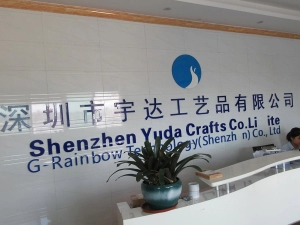 深圳市宇达工艺品有限公司
Shenzhen Yuda Crafts Co.Li ite
G-Rainbow (Shenzh n) Co., Ltd